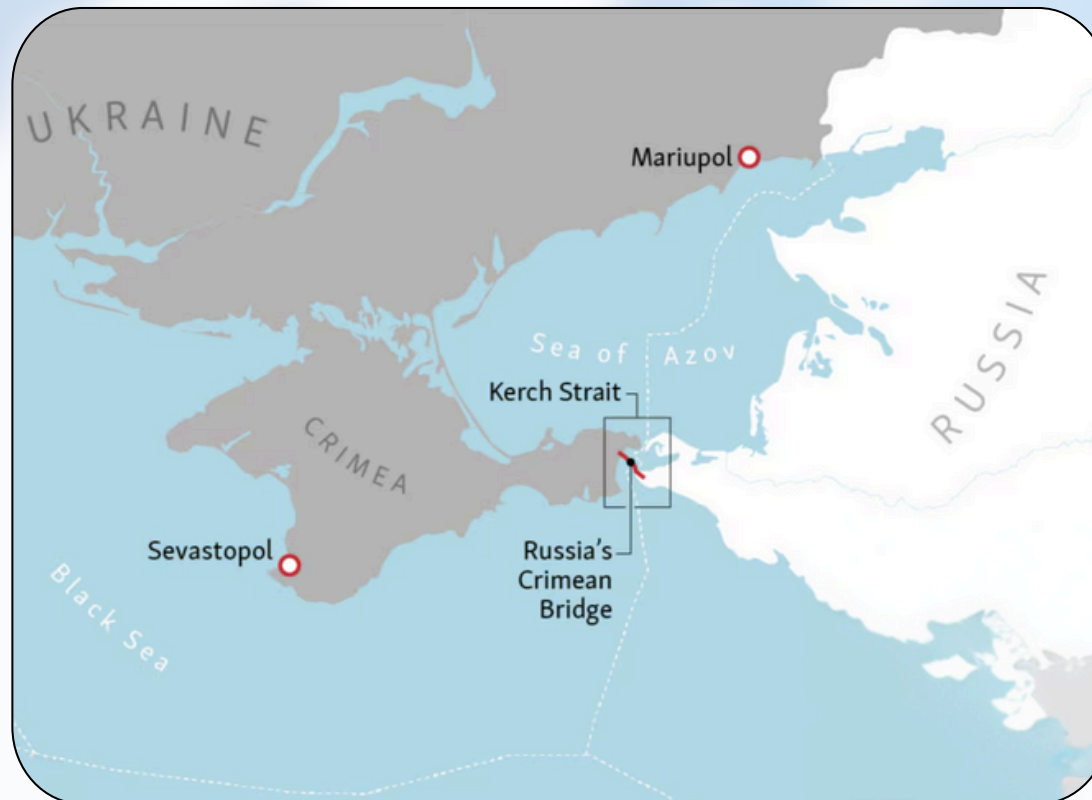 UKRAINE
Mariupol
RUSSIA
Sea of Azov
Kerch Strait
CRIMEA
Sevastopol
Russia’s
Crimean
Bridge
Black Sea